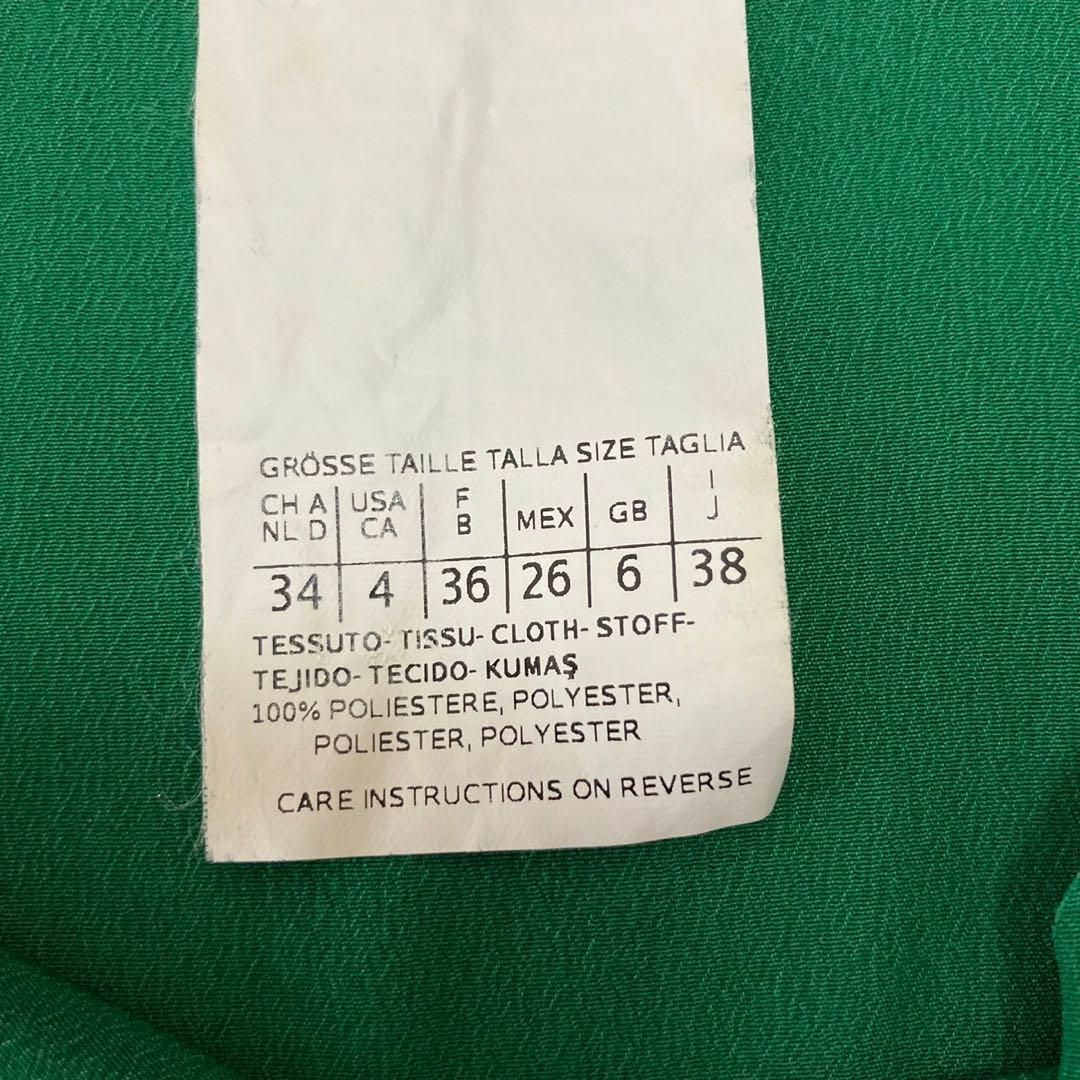 GRÖSSE TAILLE TALLA SIZE TAGLIA
CH A USA F MEX GB I
NL D CA B J
34 4 36 26 6 38
TESSUTO- TISSU- CLOTH- STOFF-
TEJIDO- TECIDO- KUMAŞ
100% POLIESTERE, POLYESTER,
POLIESTER, POLYESTER
CARE INSTRUCTIONS ON REVERSE